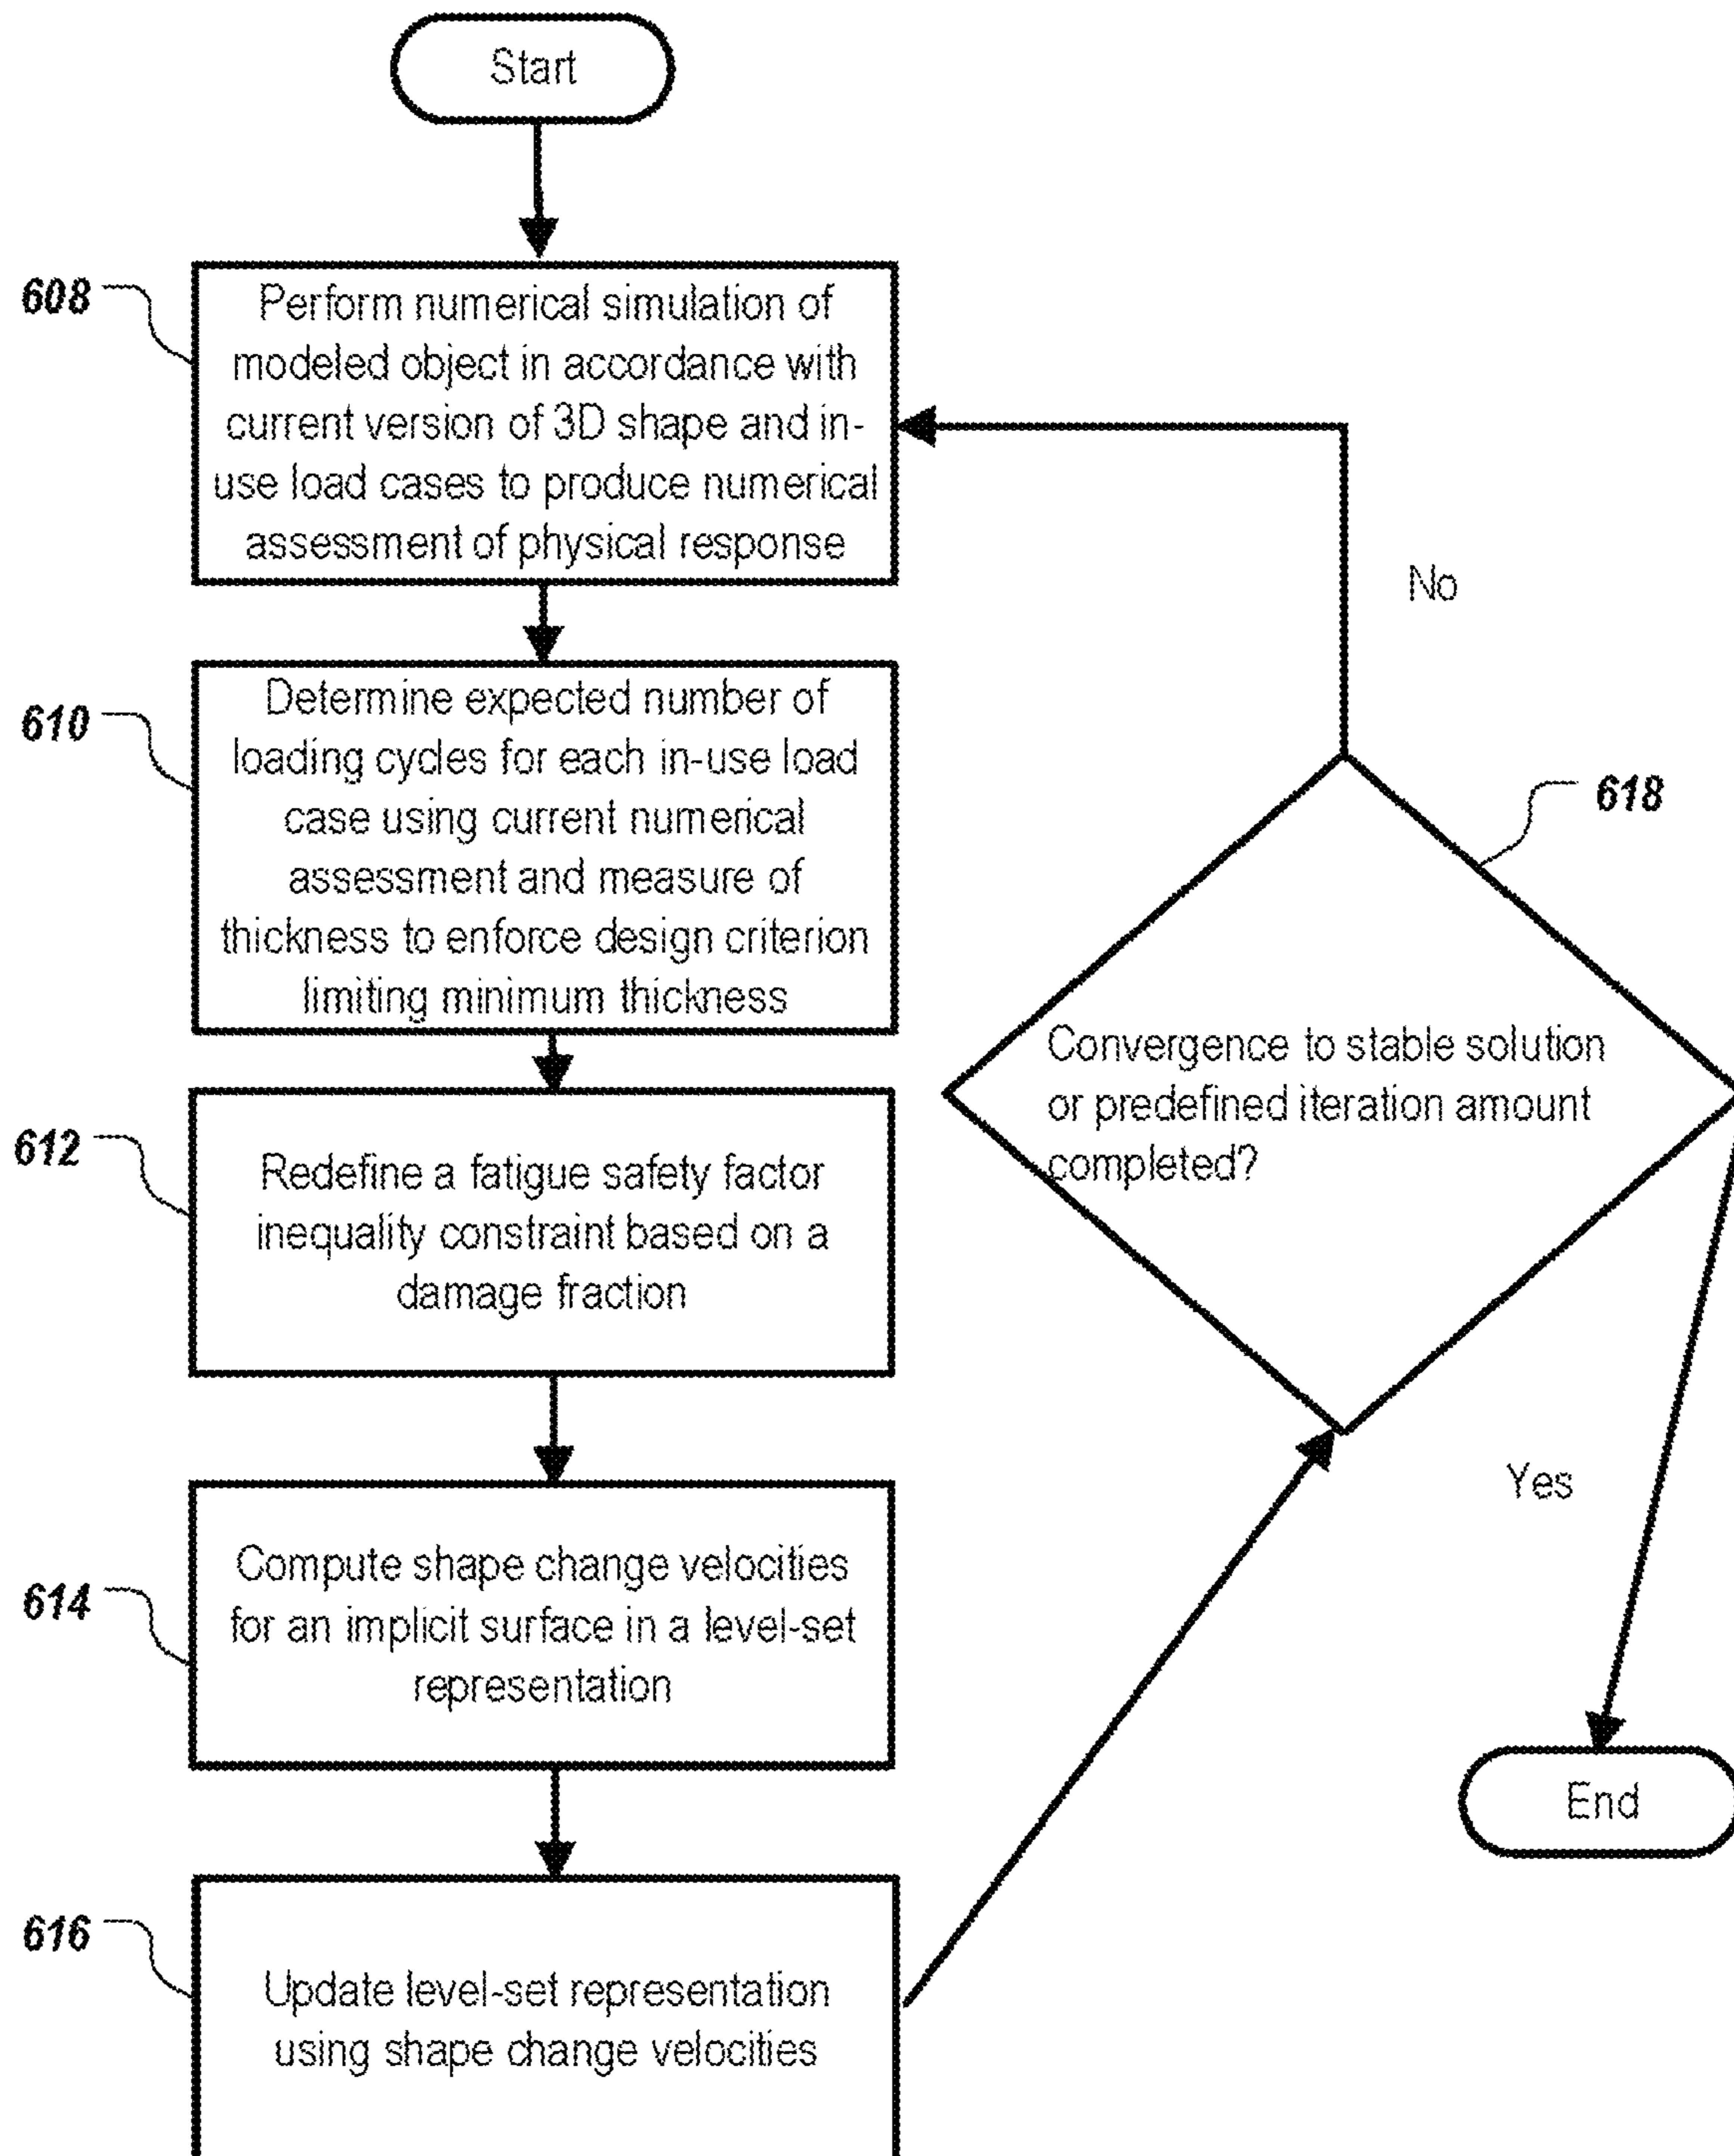 Start
608
Perform numerical simulation of
modeled object in accordance with
current version of 3D shape and in-
use load cases to produce numerical
assessment of physical response
610
Determine expected number of
loading cycles for each in-use load
case using current numerical
assessment and measure of
thickness to enforce design criterion
limiting minimum thickness
612
Redefine a fatigue safety factor
inequality constraint based on a
damage fraction
614
Compute shape change velocities
for an implicit surface in a level-set
representation
616
Update level-set representation
using shape change velocities
618
Convergence to stable solution
or predefined iteration amount
completed?
No
Yes
End